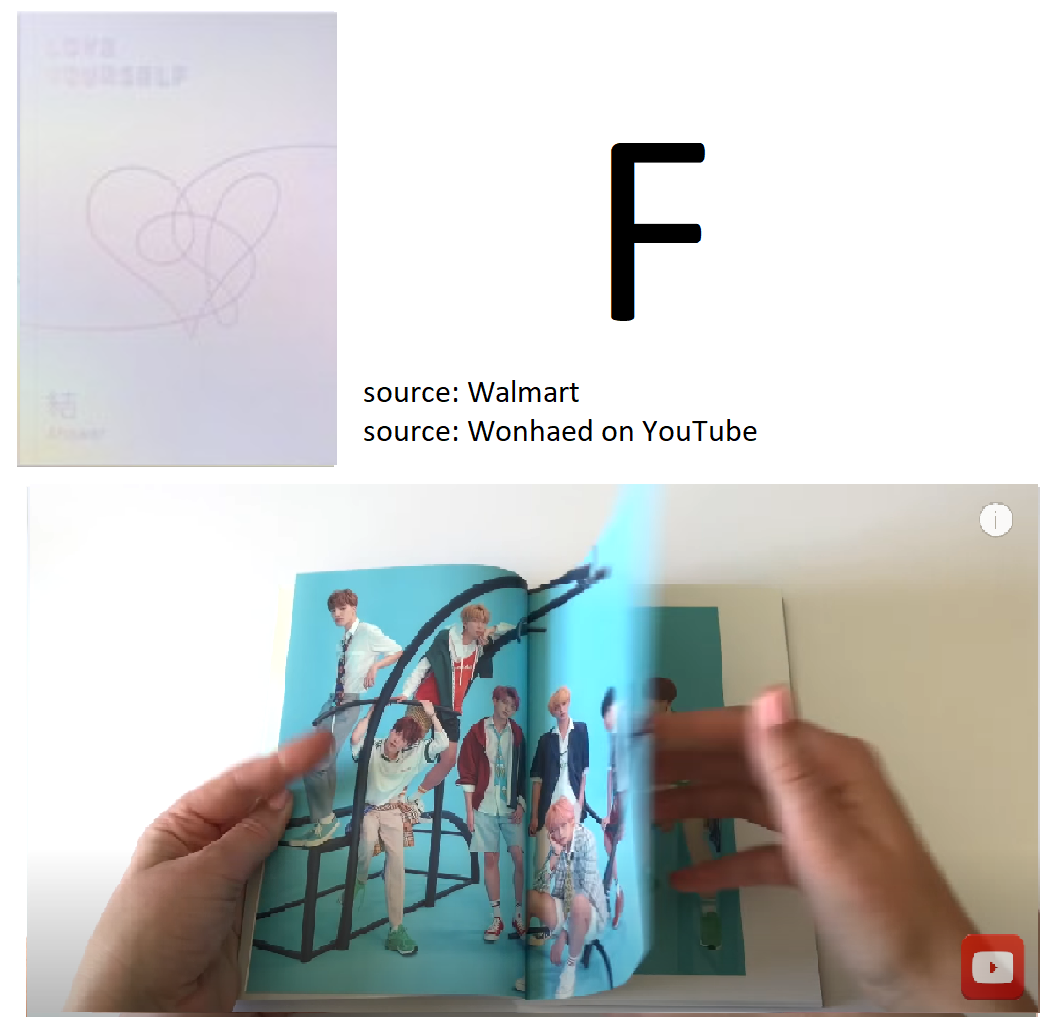 LOVE
YOURSELF
結
Answer
F
source: Walmart
source: Wonhaed on YouTube
i